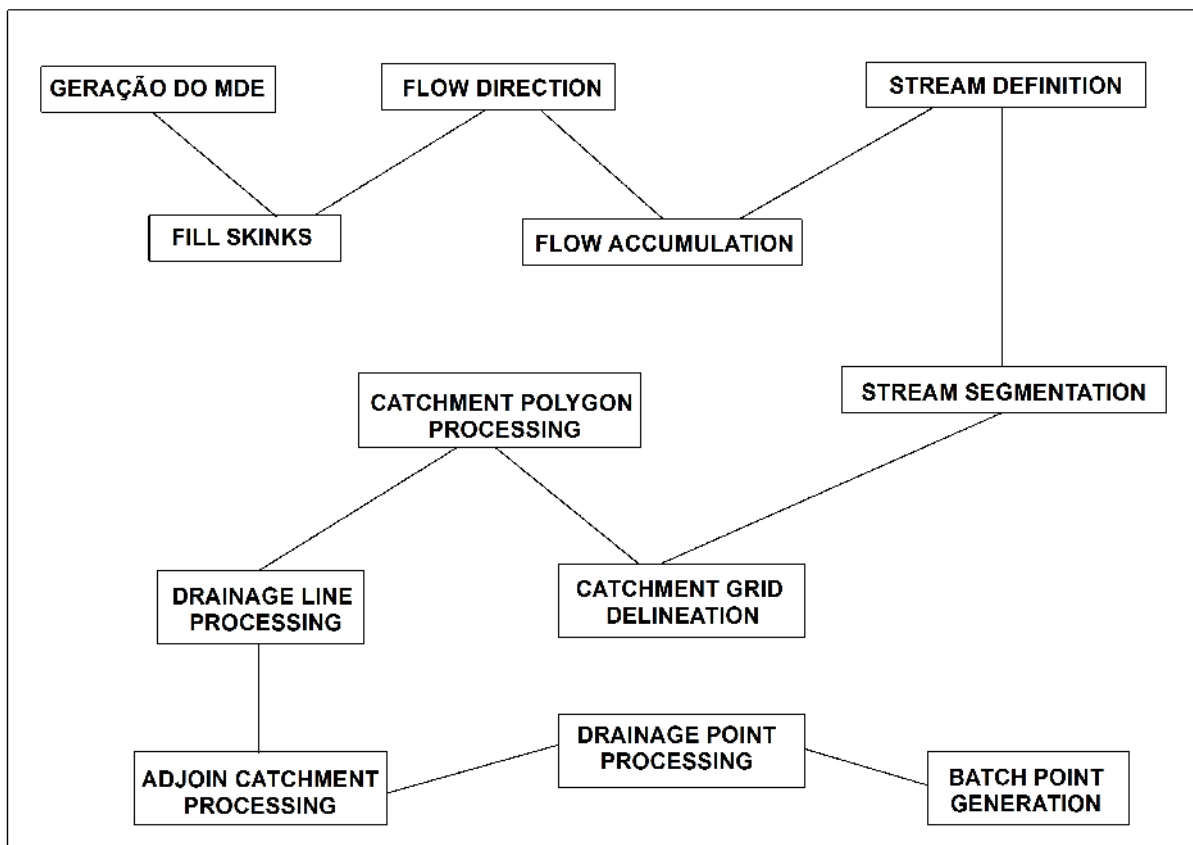 GERAÇÃO DO MDE
FLOW DIRECTION
STREAM DEFINITION
FILL SKINKS
FLOW ACCUMULATION
STREAM SEGMENTATION
CATCHMENT POLYGON
PROCESSING
CATCHMENT GRID
DELINEATION
DRAINAGE LINE
PROCESSING
ADJOIN CATCHMENT
PROCESSING
DRAINAGE POINT
PROCESSING
BATCH POINT
GENERATION